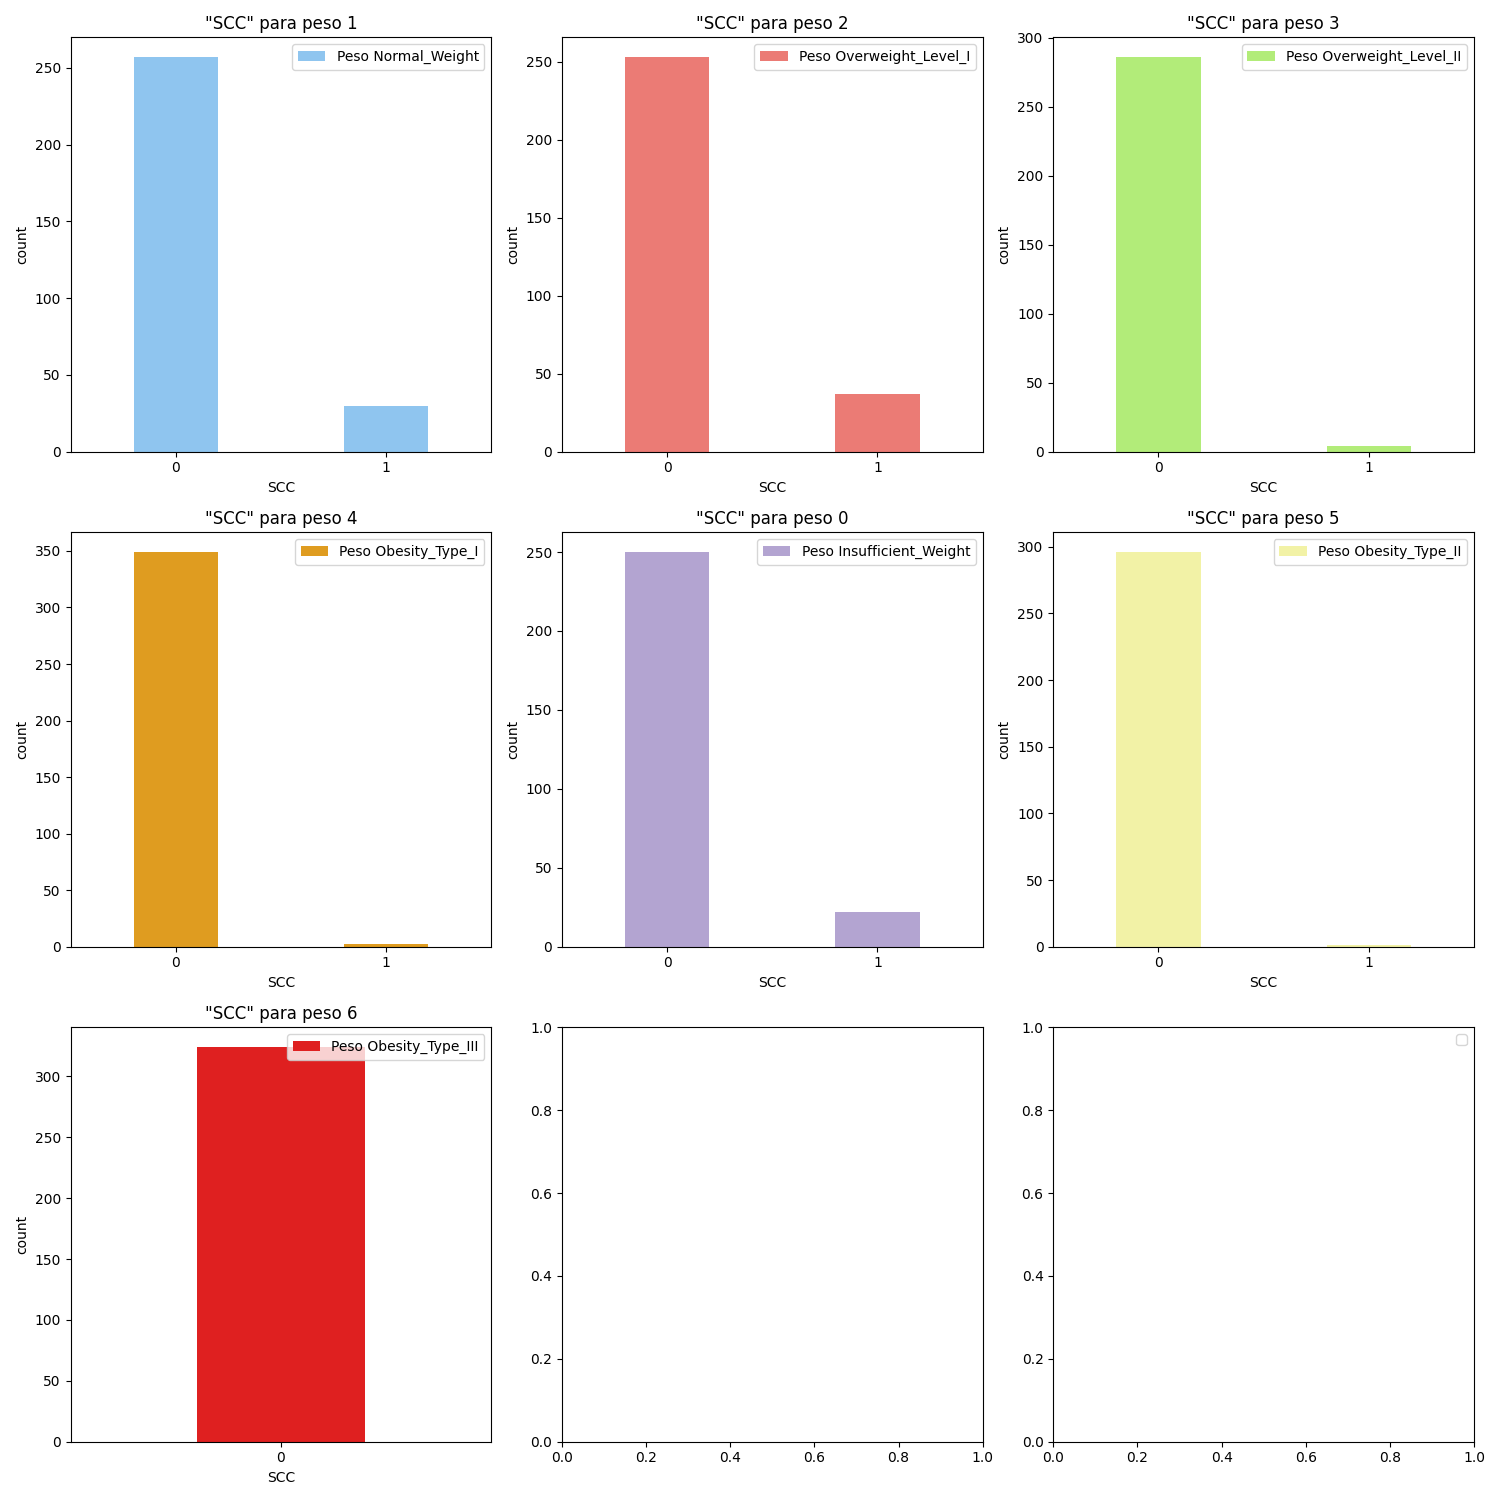 "SCC" para peso 1
Peso Normal_Weight
250
200
150
100
50
0
count
0 1
SCC
"SCC" para peso 2
Peso Overweight_Level_I
250
200
150
100
50
0
count
0 1
SCC
"SCC" para peso 3
Peso Overweight_Level_II
300
250
200
150
100
50
0
count
0 1
SCC
"SCC" para peso 4
Peso Obesity_Type_I
350
300
250
200
150
100
50
0
count
0 1
SCC
"SCC" para peso 0
Peso Insufficient_Weight
250
200
150
100
50
0
count
0 1
SCC
"SCC" para peso 5
Peso Obesity_Type_II
300
250
200
150
100
50
0
count
0 1
SCC
"SCC" para peso 6
Peso Obesity_Type_III
300
250
200
150
100
50
0
count
0
SCC
1.0
0.8
0.6
0.4
0.2
0.0
0.0 0.2 0.4 0.6 0.8 1.0
1.0
0.8
0.6
0.4
0.2
0.0
0.0 0.2 0.4 0.6 0.8 1.0